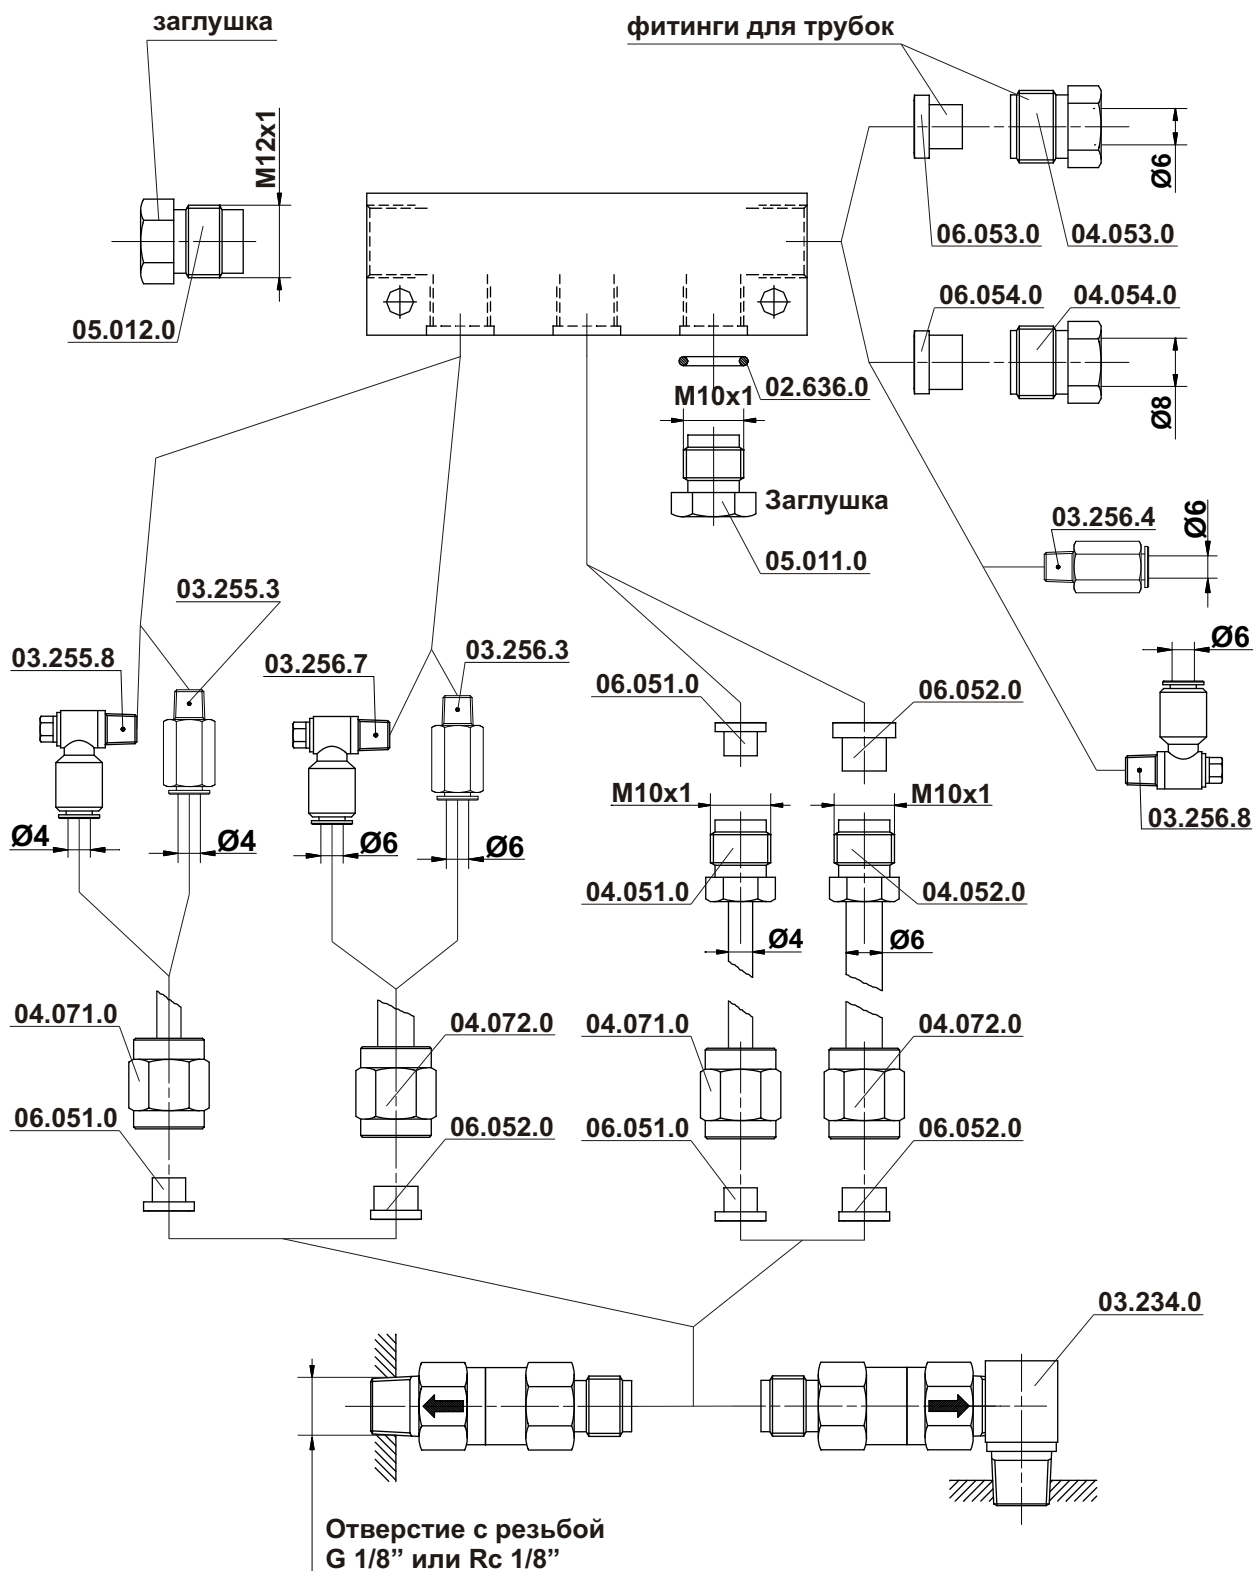 заглушка
фитинги для трубок
M12x1
Ø6
06.053.0
04.053.0
05.012.0
06.054.0
04.054.0
02.636.0
M10x1
Ø8
Заглушка
05.011.0
03.256.4
Ø6
03.255.3
03.255.8
03.256.7
03.256.3
06.051.0
06.052.0
Ø6
M10x1
M10x1
03.256.8
Ø4
Ø4
Ø6
Ø6
04.051.0
04.052.0
Ø4
Ø6
04.071.0
04.072.0
04.071.0
04.072.0
06.051.0
06.052.0
06.051.0
06.052.0
03.234.0
Отверстие с резьбой
G 1/8” или Rc 1/8”